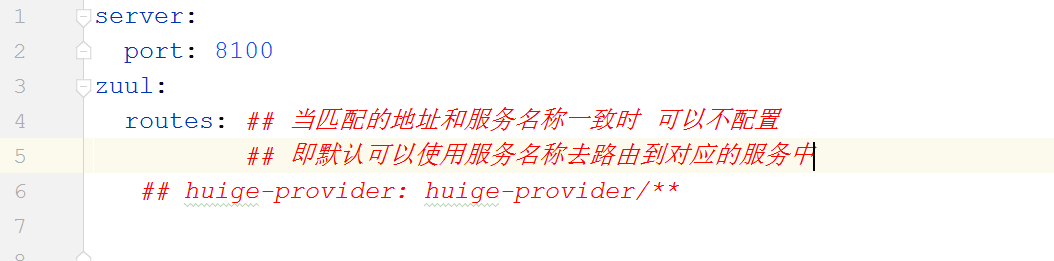 1 server:
2   port: 8100
3 zuul:
4   routes: ## 当匹配的地址和服务名称一致时 可以不配置
5           ## 即默认可以使用服务名称去路由到对应的服务中
6    ## huige-provider: huige-provider/**
7
8